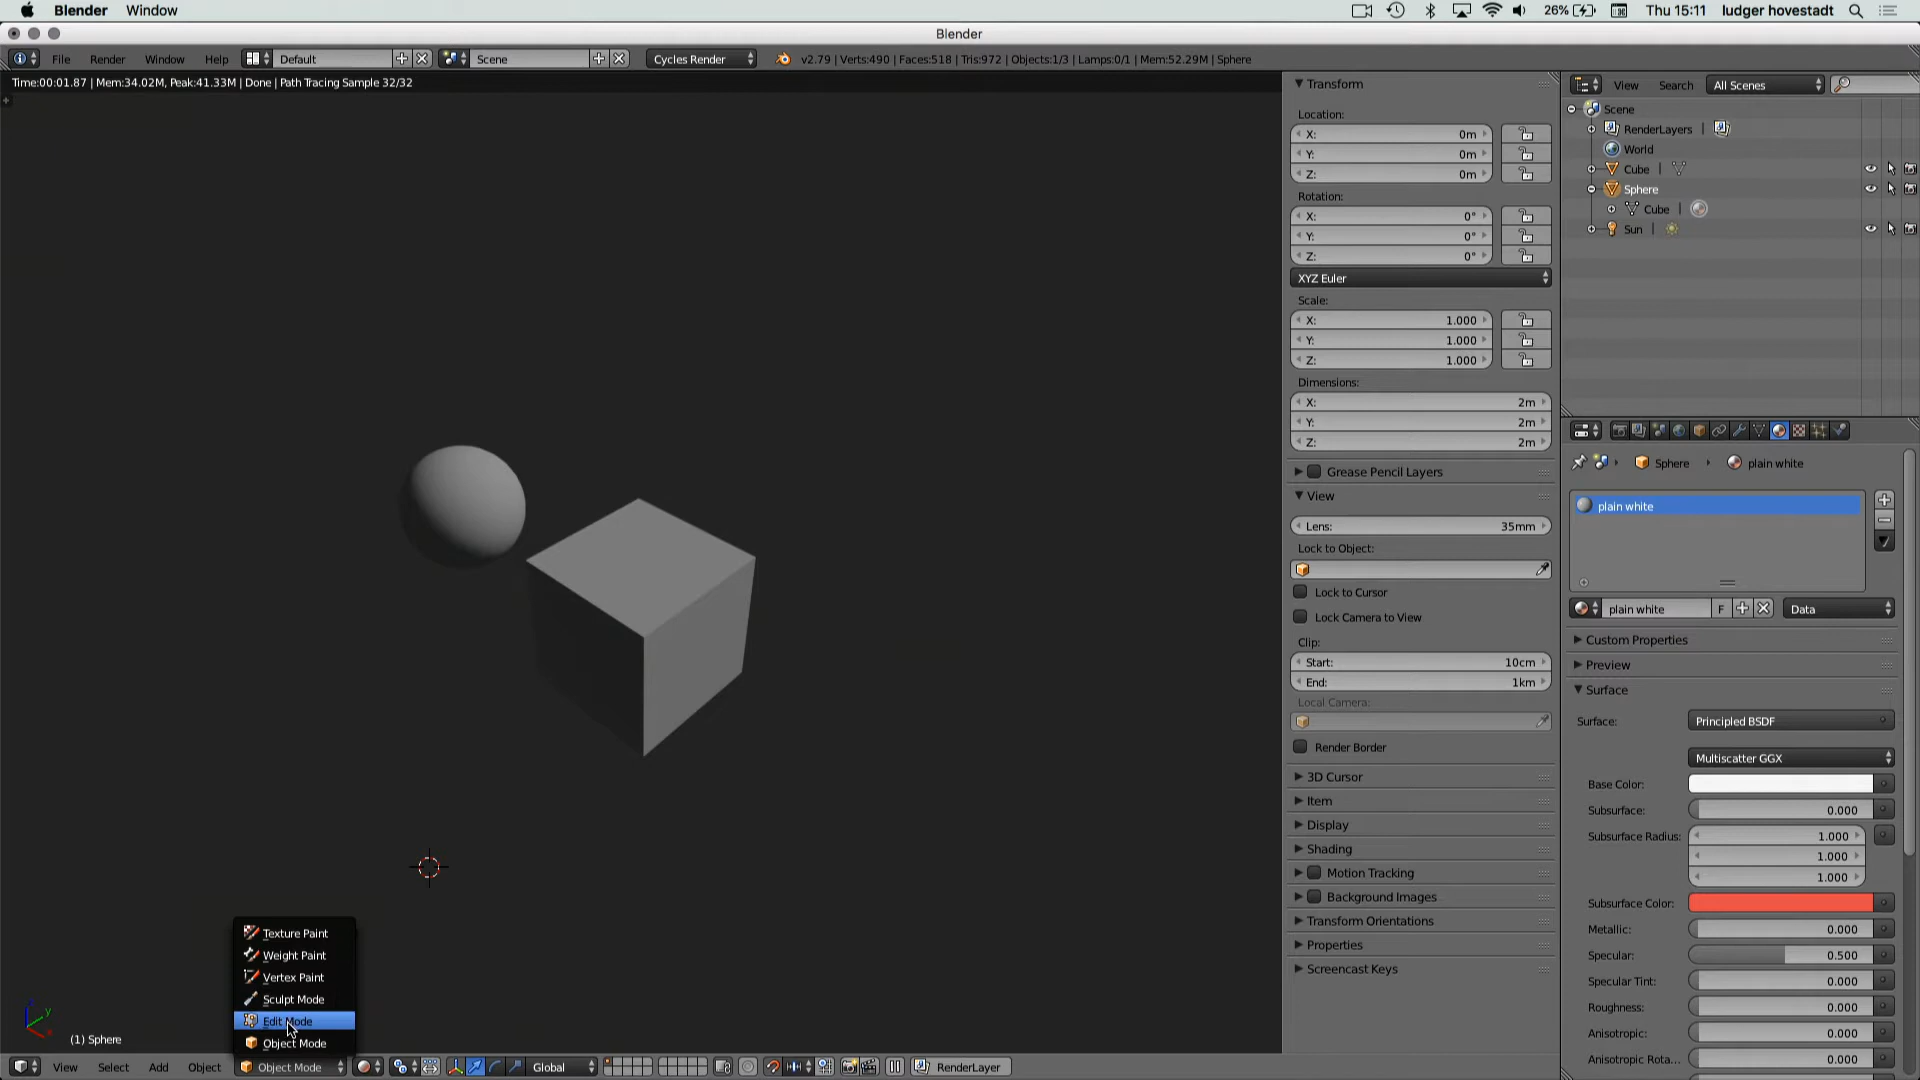 Blender Window 26% Thu 15:11 ludger hovestadt
Blender
File Render Window Help Default Scene Cycles Render v2.79 | Verts:490 | Faces:518 | Tris:972 | Objects:1/3 | Lamps:0/1 | Mem:52.29M | Sphere
Time:00:01.87 | Mem:34.02M, Peak:41.33M | Done | Path Tracing Sample 32/32
Transform
Location:
X: 0m
Y: 0m
Z: 0m
Rotation:
X: 0°
Y: 0°
Z: 0°
XYZ Euler
Scale:
X: 1.000
Y: 1.000
Z: 1.000
Dimensions:
X: 2m
Y: 2m
Z: 2m
Grease Pencil Layers
View
Lens: 35mm
Lock to Object:
Lock to Cursor
Lock Camera to View
Clip:
Start: 10cm
End: 1km
Local Camera:
Render Border
3D Cursor
Item
Display
Shading
Motion Tracking
Background Images
Transform Orientations
Properties
Screencast Keys
View Search All Scenes
Scene
RenderLayers |
World
Cube |
Sphere
Cube |
Sun |
Sphere plain white
plain white
plain white F Data
Custom Properties
Preview
Surface
Surface: Principled BSDF
Multiscatter GGX
Base Color:
Subsurface: 0.000
Subsurface Radius: 1.000
1.000
1.000
Subsurface Color:
Metallic: 0.000
Specular: 0.500
Specular Tint: 0.000
Roughness: 0.000
Anisotropic: 0.000
Anisotropic Rota... 0.000
Texture Paint
Weight Paint
Vertex Paint
Sculpt Mode
Edit Mode
Object Mode
z y x
(1) Sphere
View Select Add Object Object Mode Global RenderLayer